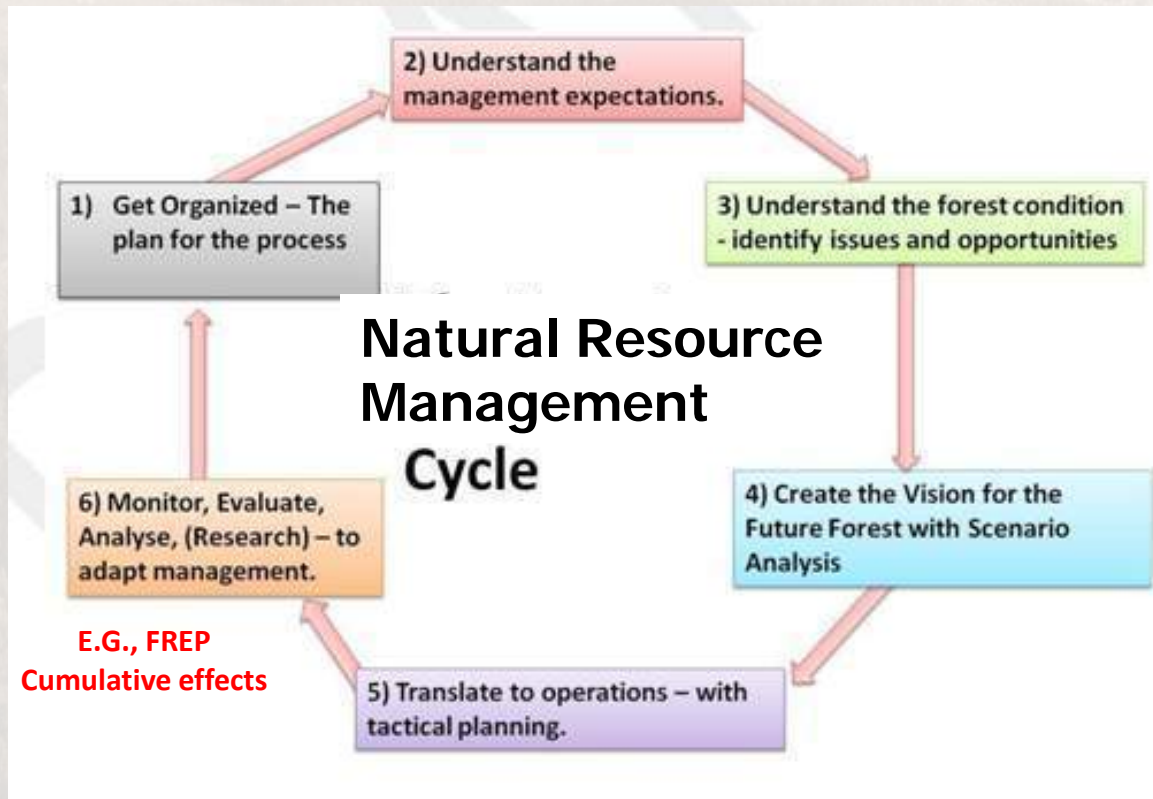 2) Understand the
management expectations.
1) Get Organized – The
plan for the process
3) Understand the forest condition
- identify issues and opportunities
Natural Resource
Management
Cycle
6) Monitor, Evaluate,
Analyse, (Research) – to
adapt management.
4) Create the Vision for the
Future Forest with Scenario
Analysis
E.G., FREP
Cumulative effects
5) Translate to operations – with
tactical planning.